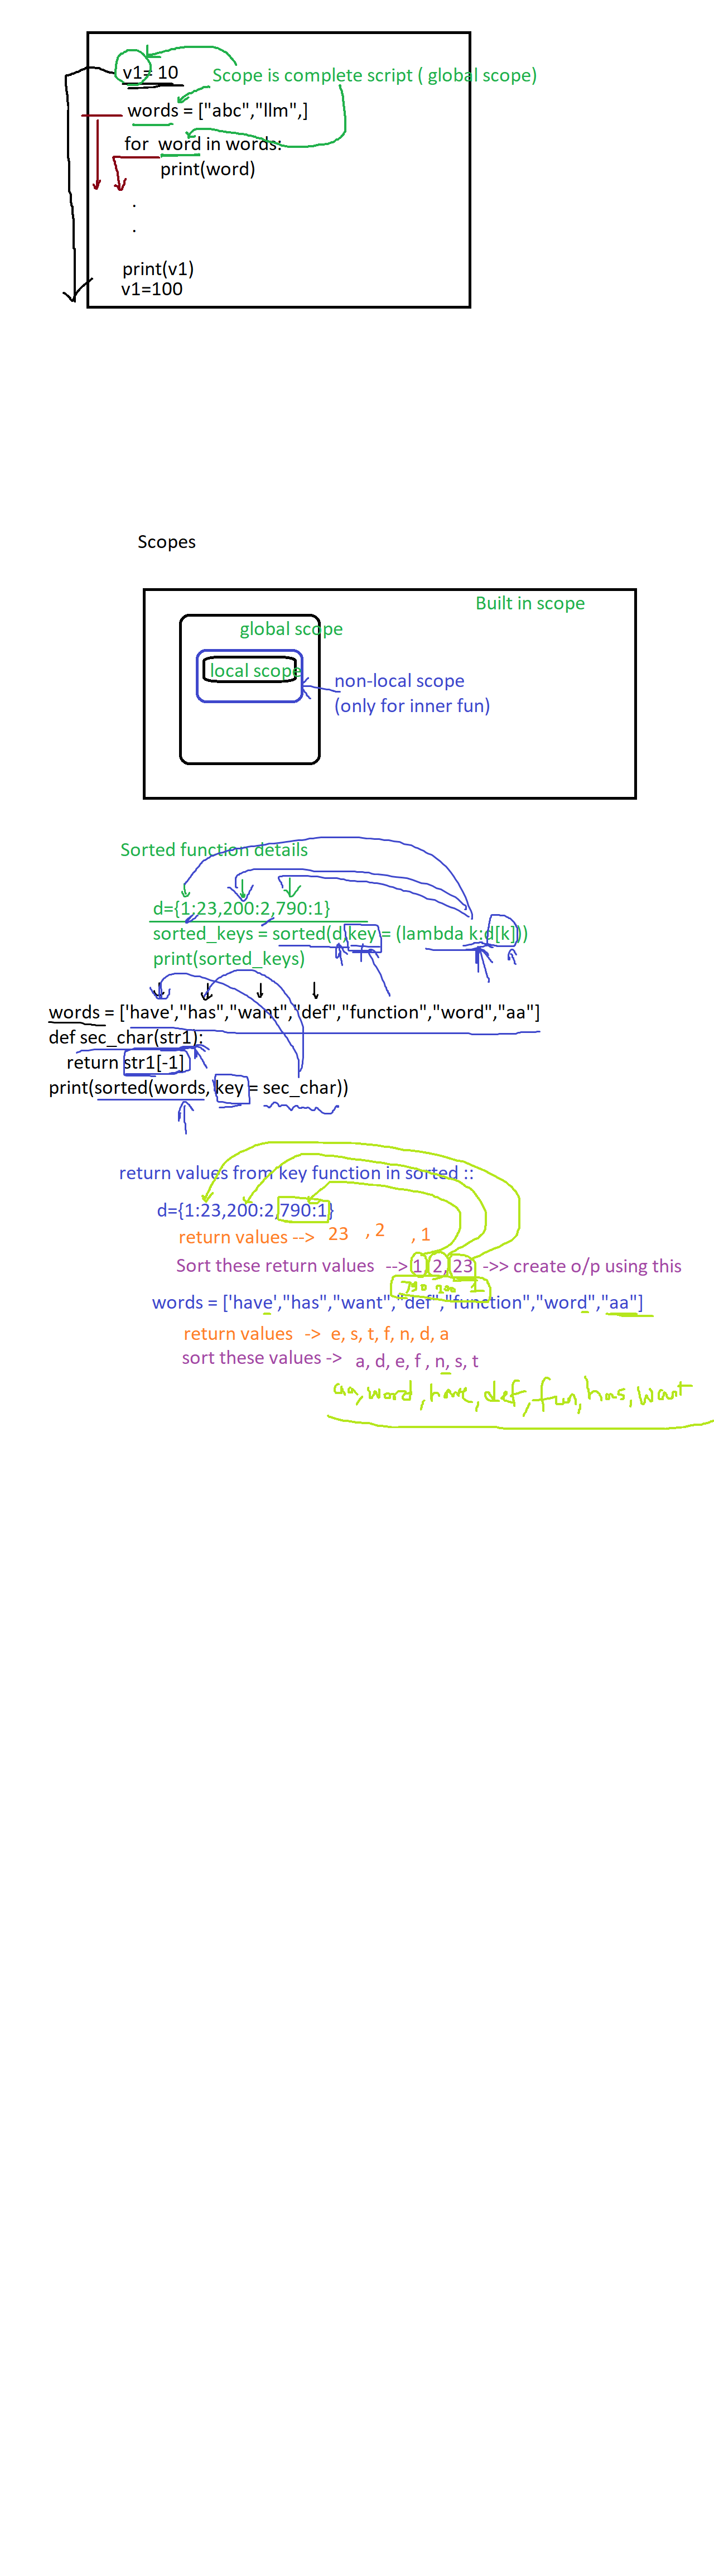 v1= 10 Scope is complete script ( global scope)
words = ["abc","llm",]
for word in words:
print(word)
.
.
print(v1)
v1=100
Scopes
Built in scope
global scope
local scope
non-local scope
(only for inner fun)
Sorted function details
d={1:23,200:2,790:1}
sorted_keys = sorted(d,key = (lambda k:d[k]))
print(sorted_keys)
words = ['have',"has","want","def","function","word","aa"]
def sec_char(str1):
return str1[-1]
print(sorted(words, key = sec_char))
return values from key function in sorted ::
d={1:23,200:2,790:1}
return values --> 23 , 2 , 1
Sort these return values --> 1, 2, 23 ->> create o/p using this
790 200 1
words = ['have',"has","want","def","function","word","aa"]
return values -> e, s, t, f, n, d, a
sort these values -> a, d, e, f , n, s, t
aa, word, have, def, fun, has, want